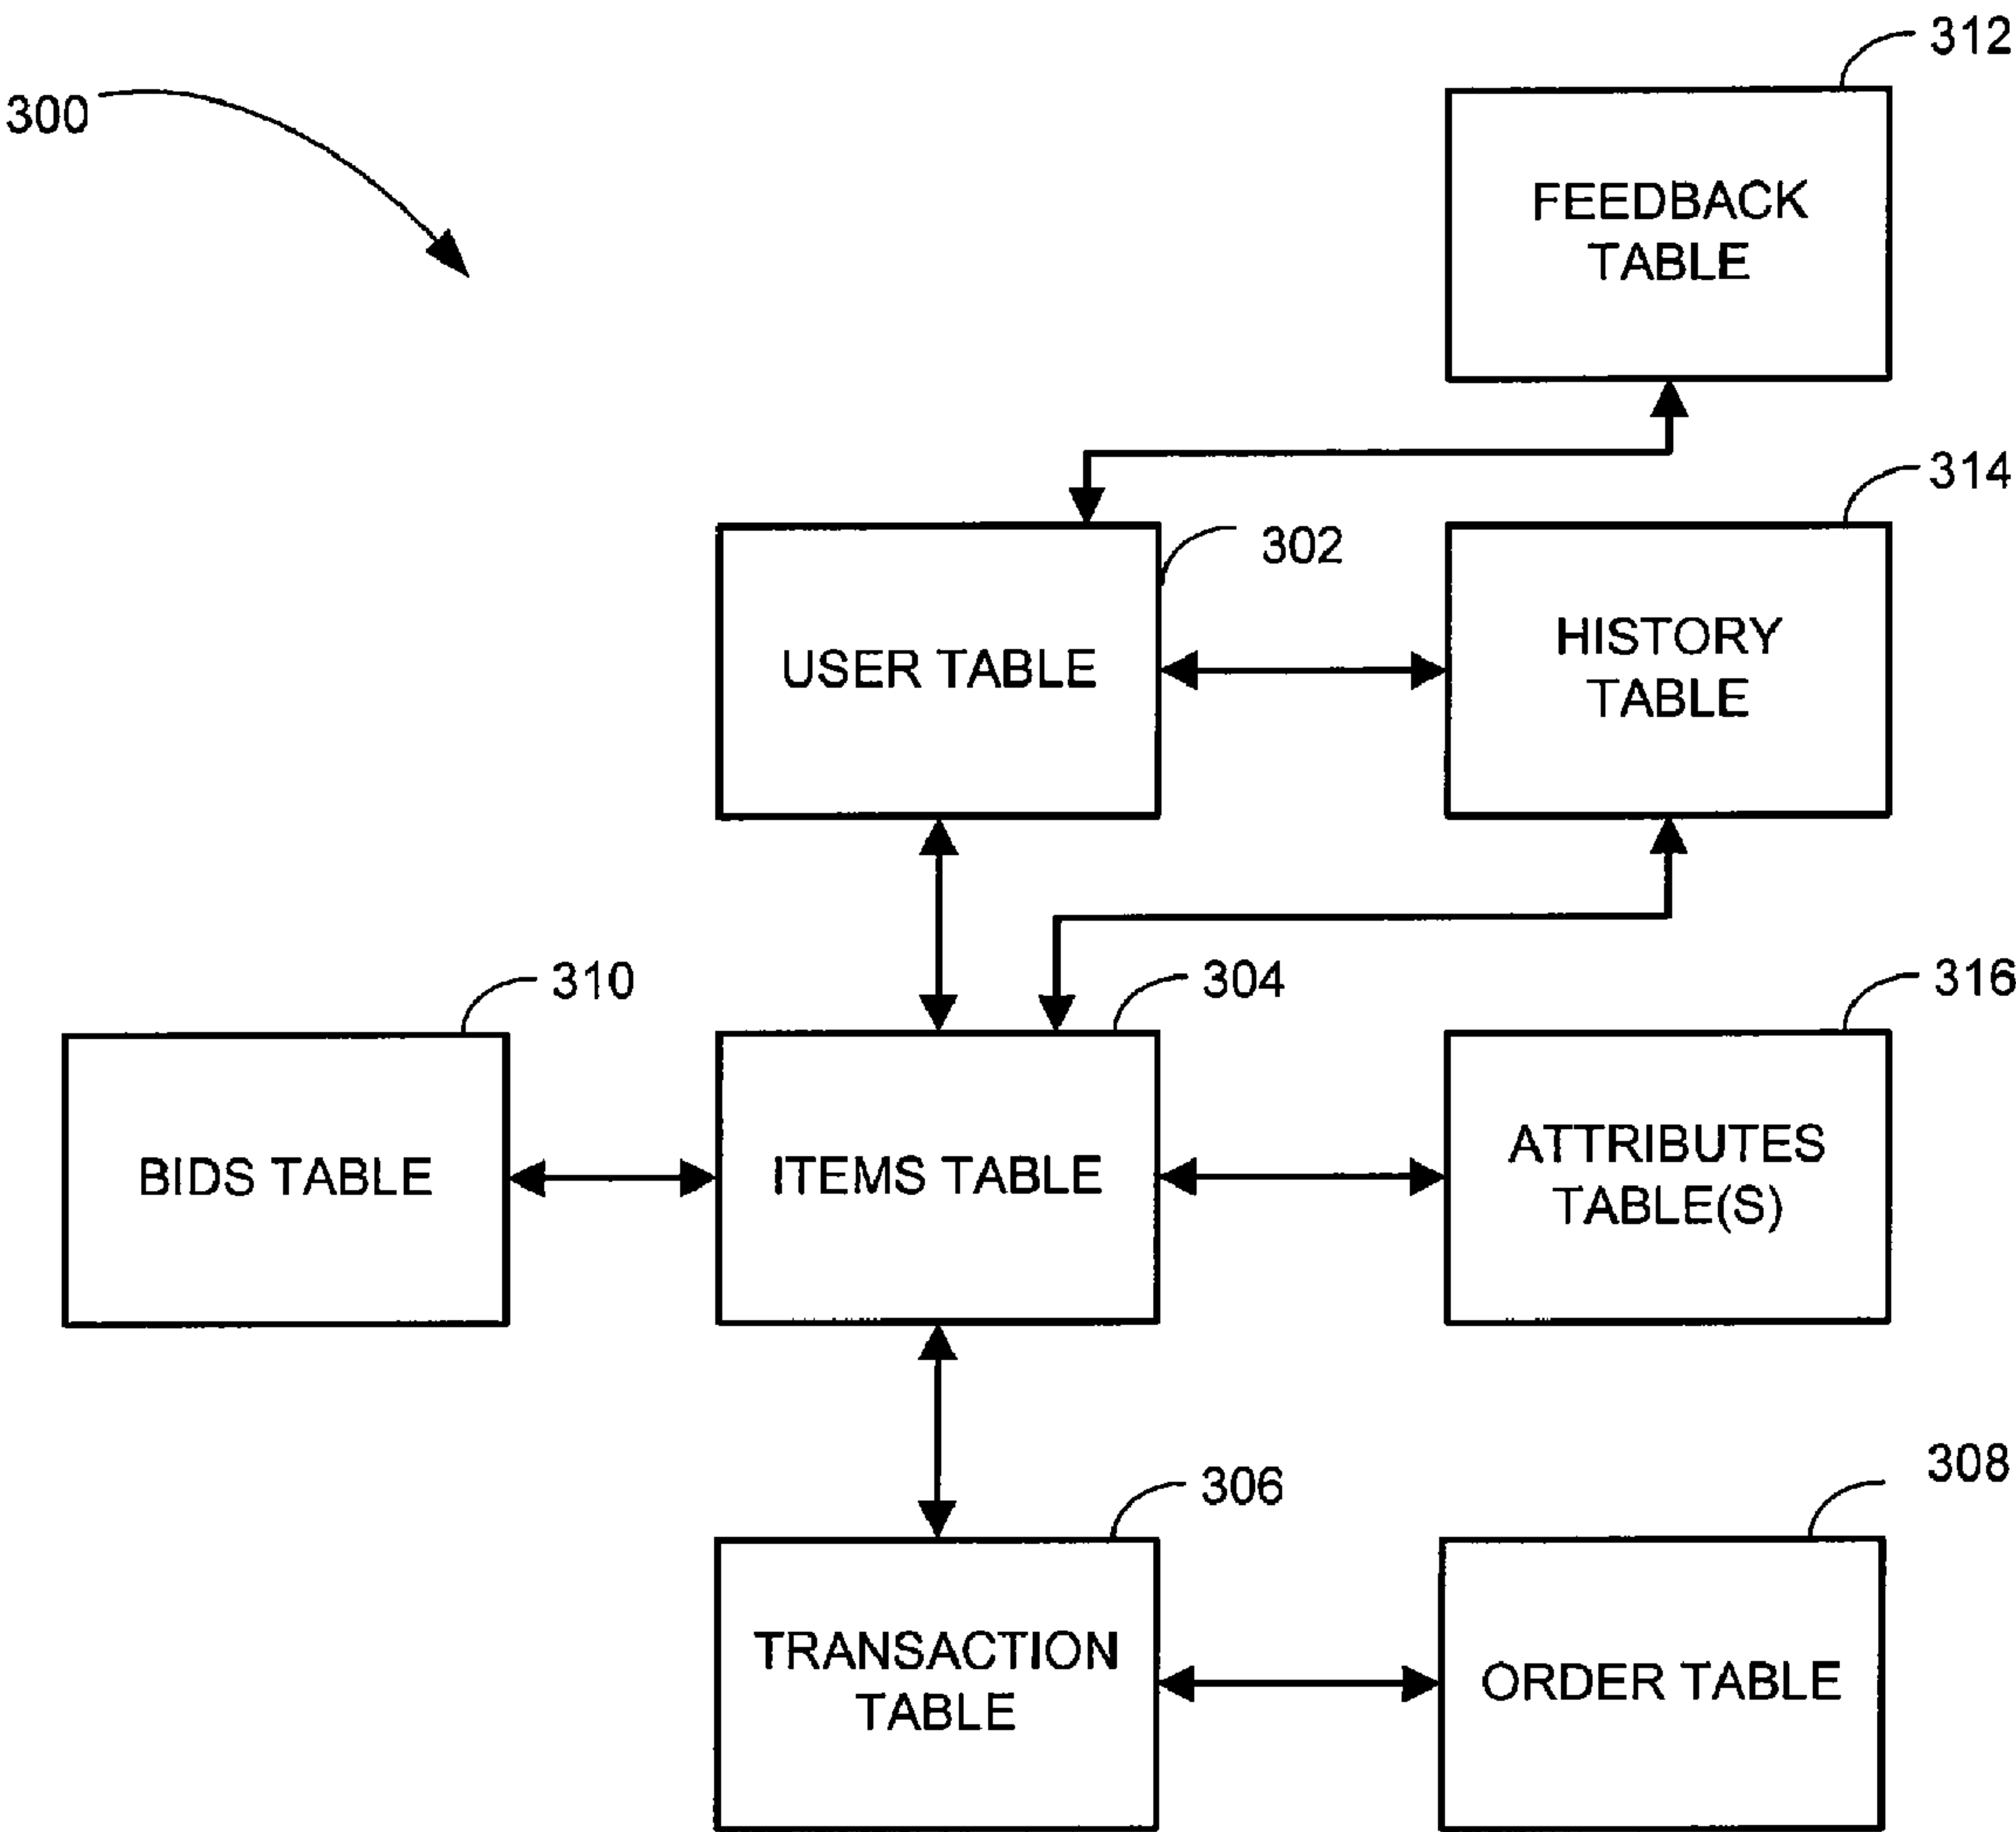 312
300
FEEDBACK
TABLE
314
302
USER TABLE
HISTORY
TABLE
310
304
316
BIDS TABLE
ITEMS TABLE
ATTRIBUTES
TABLE(S)
306
308
TRANSACTION
TABLE
ORDER TABLE